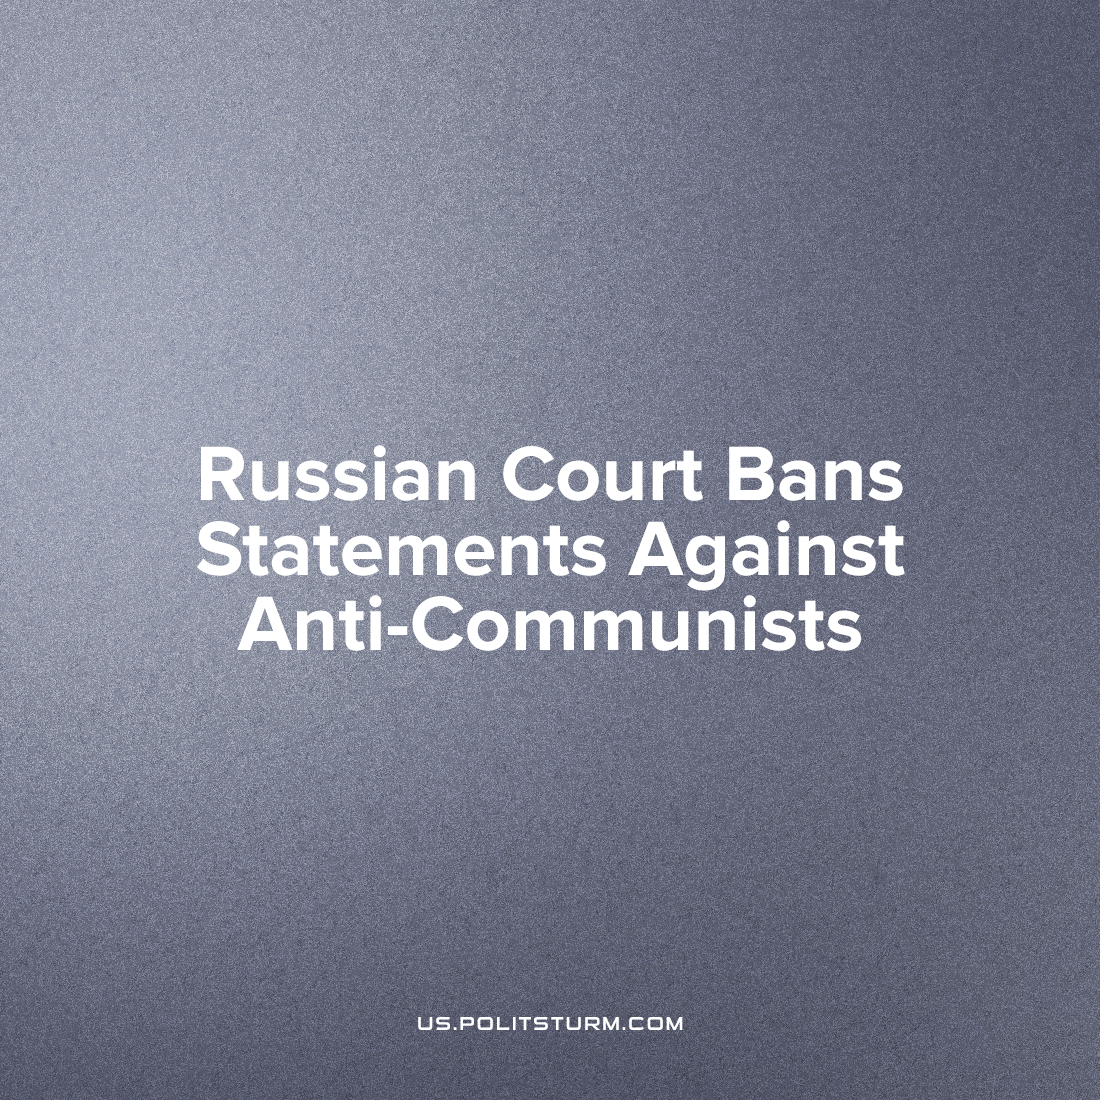 Russian Court Bans
Statements Against
Anti-Communists
US.POLITSTURM.COM